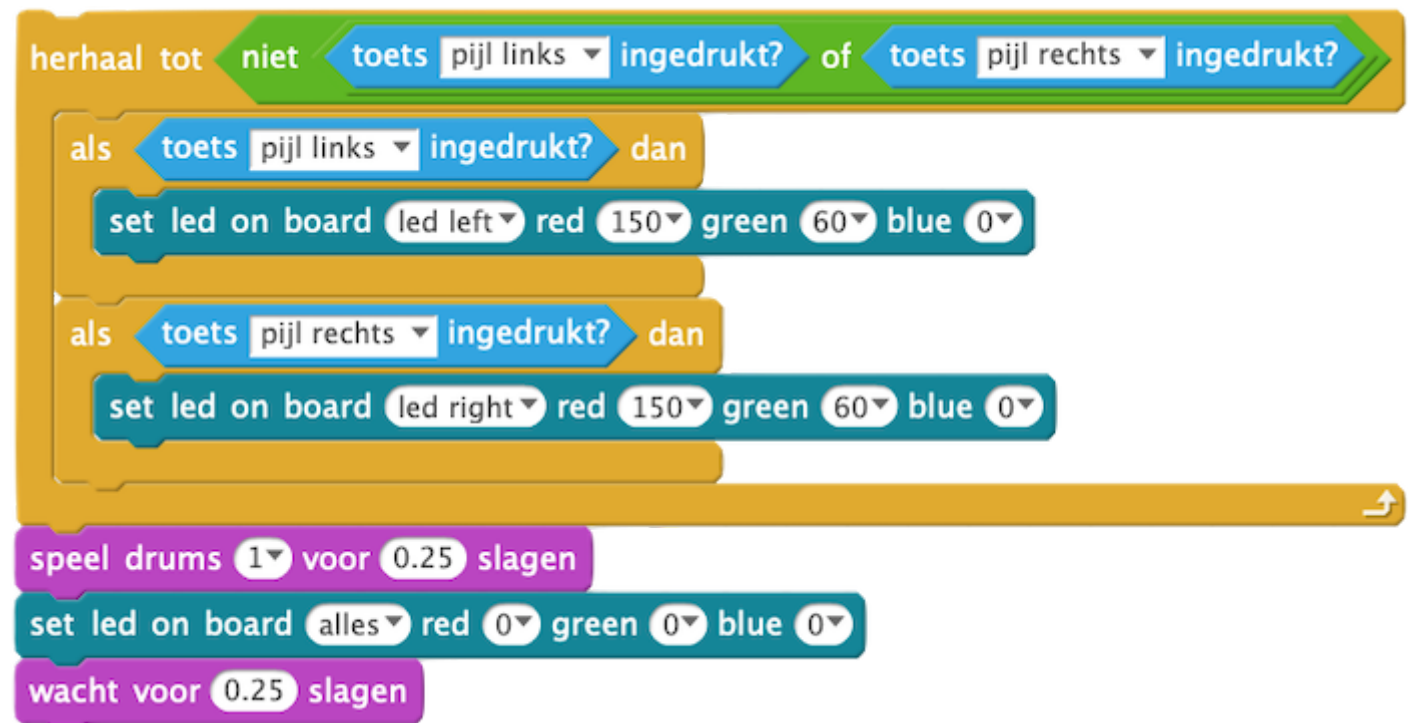 herhaal tot niet toets pijl links ingedrukt? of toets pijl rechts ingedrukt?
als toets pijl links ingedrukt? dan
set led on board led left red 150 green 60 blue 0
als toets pijl rechts ingedrukt? dan
set led on board led right red 150 green 60 blue 0
speel drums 1 voor 0.25 slagen
set led on board alles red 0 green 0 blue 0
wacht voor 0.25 slagen